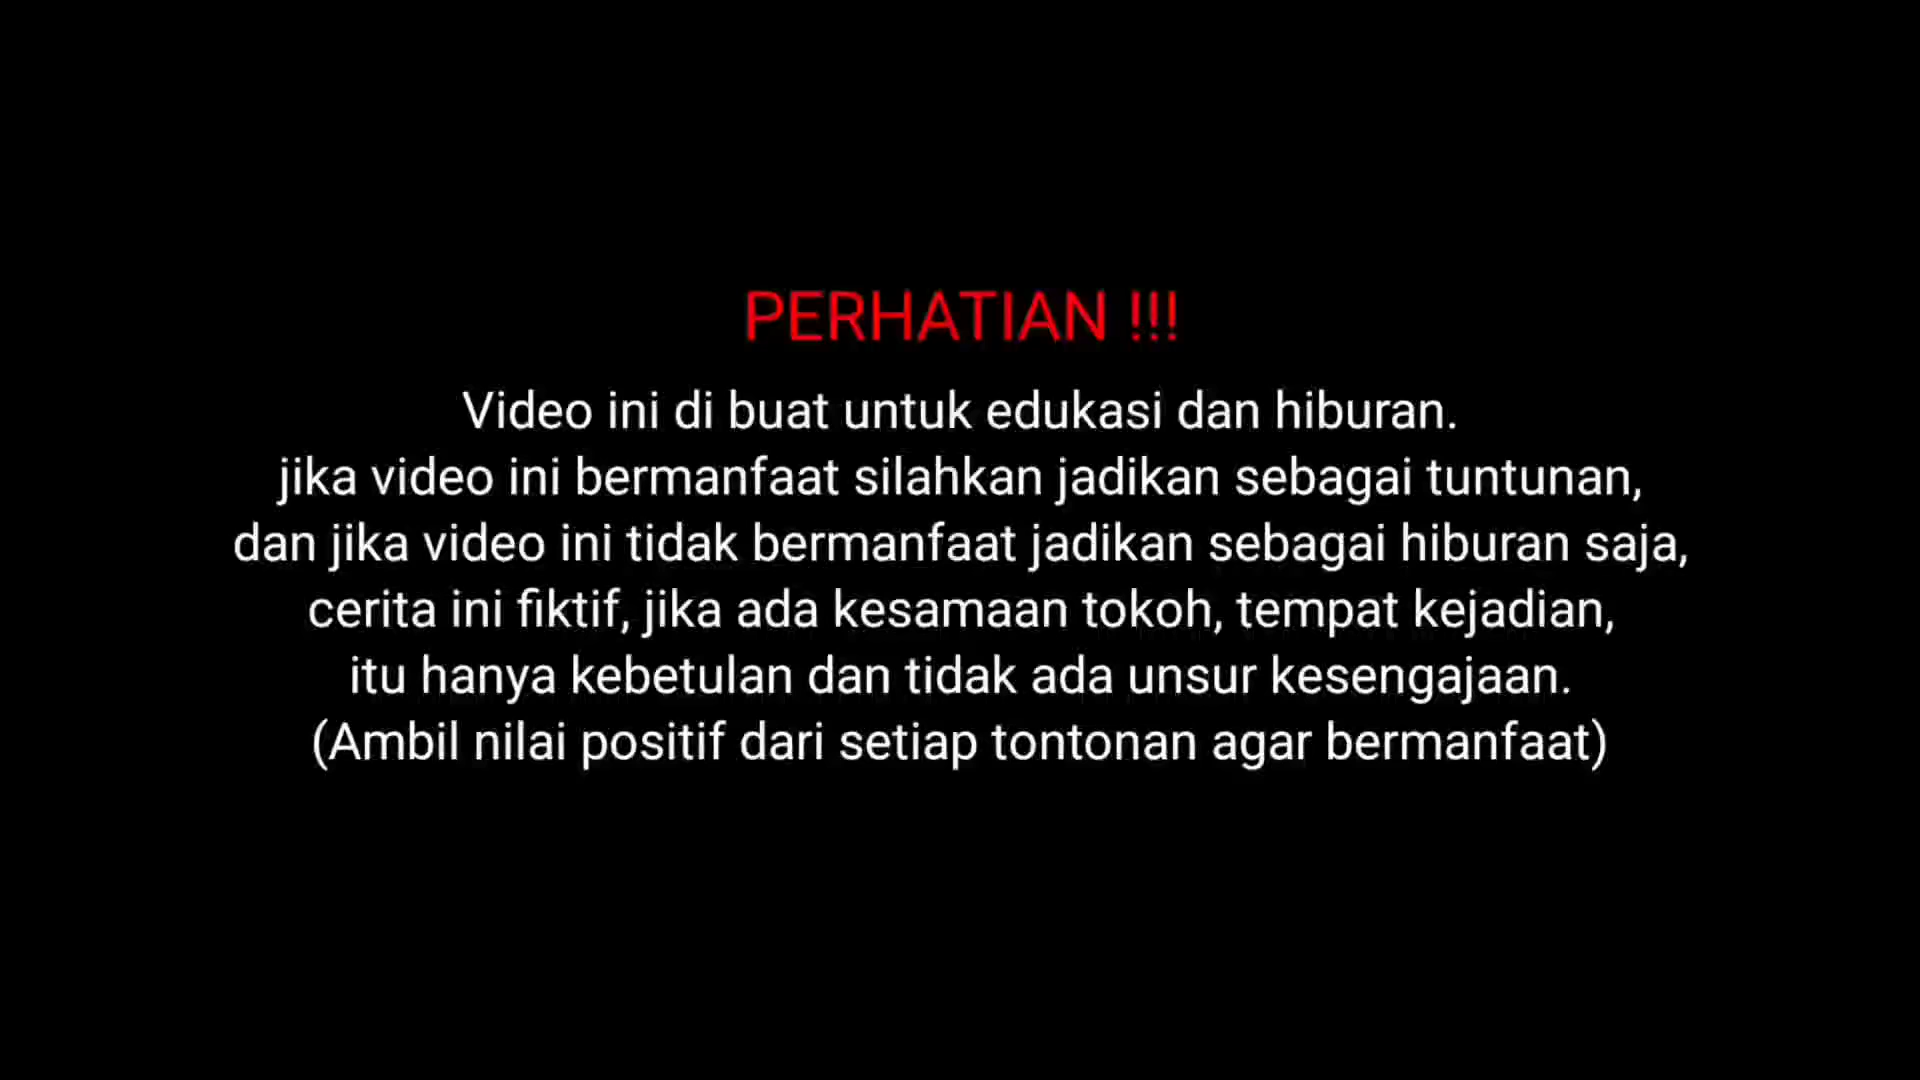 PERHATIAN !!!
Video ini di buat untuk edukasi dan hiburan.
jika video ini bermanfaat silahkan jadikan sebagai tuntunan,
dan jika video ini tidak bermanfaat jadikan sebagai hiburan saja,
cerita ini fiktif, jika ada kesamaan tokoh, tempat kejadian,
itu hanya kebetulan dan tidak ada unsur kesengajaan.
(Ambil nilai positif dari setiap tontonan agar bermanfaat)